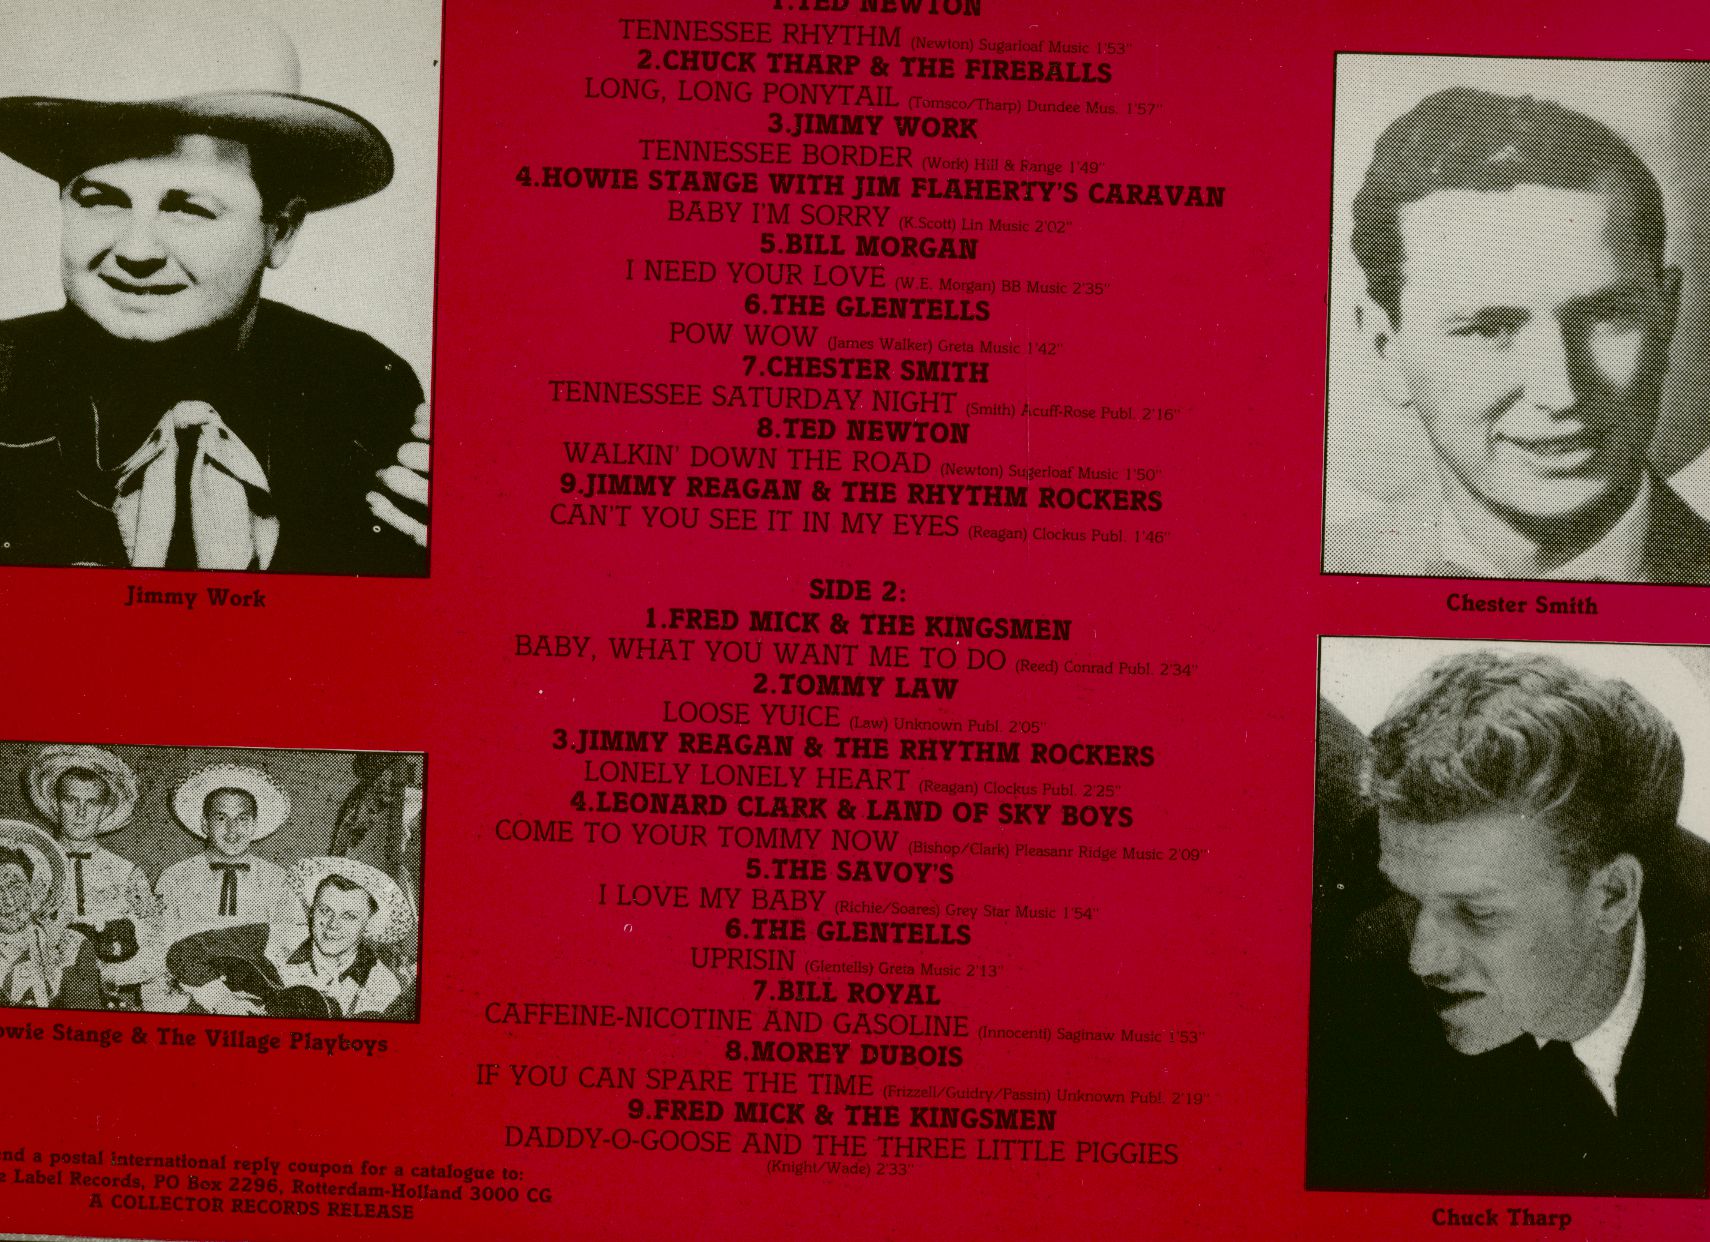 1.TED NEWTON
TENNESSEE RHYTHM (Newton) Sugarloaf Music 1'53"
2.CHUCK THARP & THE FIREBALLS
LONG, LONG PONYTAIL (Tomsco/Tharp) Dundee Mus. 1'57"
3.JIMMY WORK
TENNESSEE BORDER (Work) Hill & Range 1'49"
4.HOWIE STANGE WITH JIM FLAHERTY'S CARAVAN
BABY I'M SORRY (K.Scott) Lin Music 2'02"
5.BILL MORGAN
I NEED YOUR LOVE (W.E. Morgan) BB Music 2'35"
6.THE GLENTELLS
POW WOW (James Walker) Greta Music 1'42"
7.CHESTER SMITH
TENNESSEE SATURDAY NIGHT (Smith) Acuff-Rose Publ. 2'16"
8.TED NEWTON
WALKIN' DOWN THE ROAD (Newton) Sugerloaf Music 1'50"
9.JIMMY REAGAN & THE RHYTHM ROCKERS
CAN'T YOU SEE IT IN MY EYES (Reagan) Clockus Publ. 1'46"
Jimmy Work
Chester Smith
SIDE 2:
1.FRED MICK & THE KINGSMEN
BABY, WHAT YOU WANT ME TO DO (Reed) Conrad Publ. 2'34"
2.TOMMY LAW
LOOSE YUICE (Law) Unknown Publ. 2'05"
3.JIMMY REAGAN & THE RHYTHM ROCKERS
LONELY LONELY HEART (Reagan) Clockus Publ. 2'25"
4.LEONARD CLARK & LAND OF SKY BOYS
COME TO YOUR TOMMY NOW (Bishop/Clark) Pleasanr Ridge Music 2'09"
5.THE SAVOY'S
I LOVE MY BABY (Richie/Soares) Grey Star Music 1'54"
6.THE GLENTELLS
UPRISIN (Glentells) Greta Music 2'13"
7.BILL ROYAL
CAFFEINE-NICOTINE AND GASOLINE (Innocenti) Saginaw Music 1'53"
8.MOREY DUBOIS
IF YOU CAN SPARE THE TIME (Frizzell/Guidry/Passin) Unknown Publ. 2'19"
9.FRED MICK & THE KINGSMEN
DADDY-O-GOOSE AND THE THREE LITTLE PIGGIES
(Knight/Wade) 2'33"
Stange & The Village Playboys
a postal international reply coupon for a catalogue to:
Label Records, PO Box 2296, Rotterdam-Holland 3000 CG
A COLLECTOR RECORDS RELEASE
Chuck Tharp